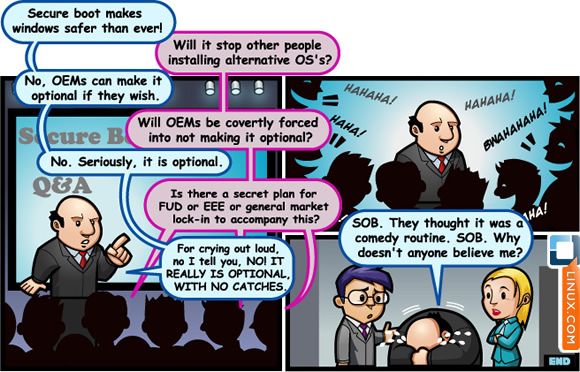 Secure boot makes
windows safer than ever!
Will it stop other people
installing alternative OS's?
No, OEMs can make it
optional if they wish.
Will OEMs be covertly forced
into not making it optional?
No. Seriously, it is optional.
Is there a secret plan for
FUD or EEE or general market
lock-in to accompany this?
For crying out loud,
no I tell you, NO! IT
REALLY IS OPTIONAL,
WITH NO CATCHES.
Secure Bo
Q&A
HAHAHA!
HAHAHA!
HAHA!
BWAHAHAHA!
HA!
SOB. They thought it was a
comedy routine. SOB. Why
doesn't anyone believe me?
LINUX.COM
END